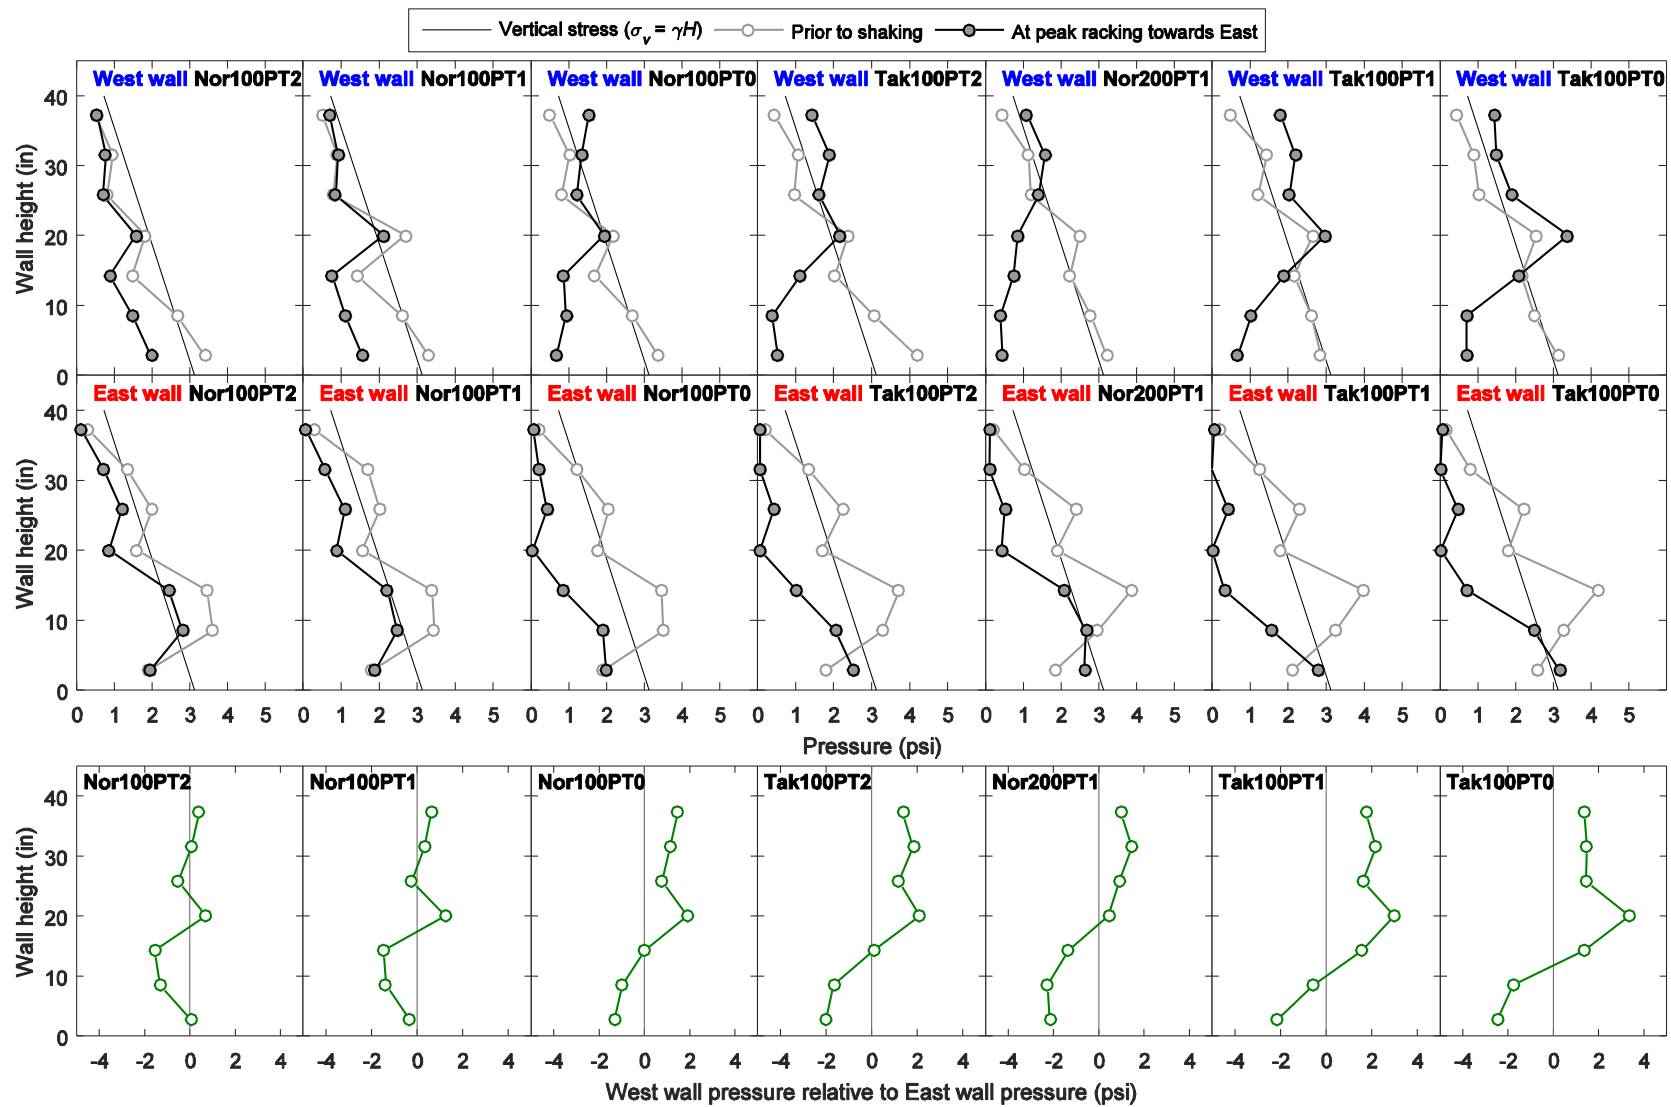 Vertical stress (σv = γH) Prior to shaking At peak racking towards East
West wall Nor100PT2 West wall Nor100PT1 West wall Nor100PT0 West wall Tak100PT2 West wall Nor200PT1 West wall Tak100PT1 West wall Tak100PT0
40
30
20
10
0
Wall height (in)
East wall Nor100PT2 East wall Nor100PT1 East wall Nor100PT0 East wall Tak100PT2 East wall Nor200PT1 East wall Tak100PT1 East wall Tak100PT0
40
30
20
10
0
Wall height (in)
0 1 2 3 4 5 0 1 2 3 4 5 0 1 2 3 4 5 0 1 2 3 4 5 0 1 2 3 4 5 0 1 2 3 4 5 0 1 2 3 4 5
Pressure (psi)
Nor100PT2 Nor100PT1 Nor100PT0 Tak100PT2 Nor200PT1 Tak100PT1 Tak100PT0
40
30
20
10
0
Wall height (in)
-4 -2 0 2 4 -4 -2 0 2 4 -4 -2 0 2 4 -4 -2 0 2 4 -4 -2 0 2 4 -4 -2 0 2 4 -4 -2 0 2 4
West wall pressure relative to East wall pressure (psi)